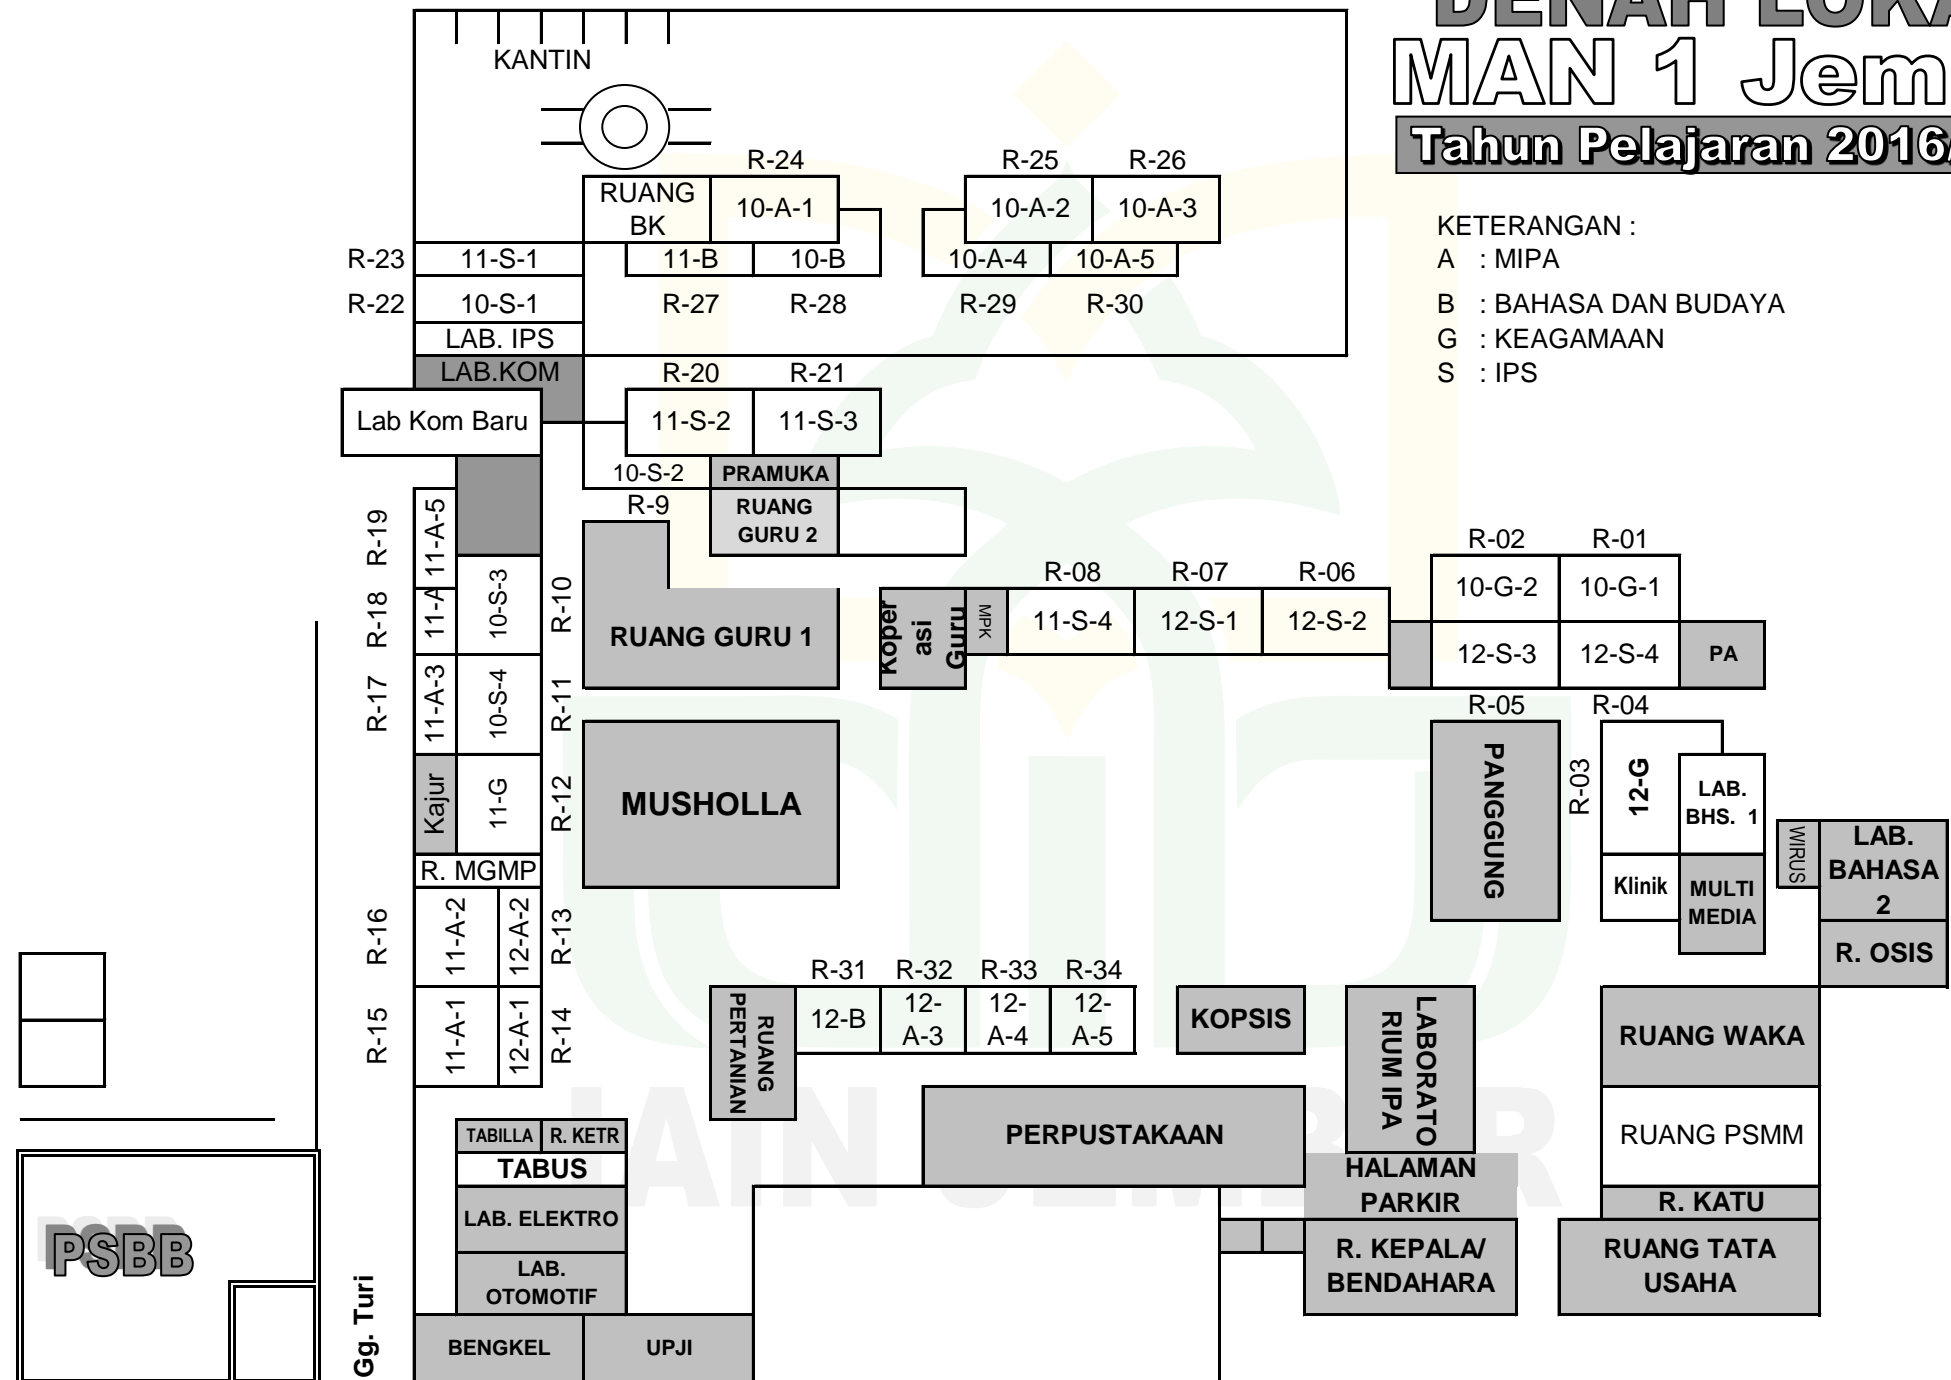 DENAH LOKA
MAN 1 Jem
Tahun Pelajaran 2016/
KETERANGAN :
A : MIPA
B : BAHASA DAN BUDAYA
G : KEAGAMAAN
S : IPS
KANTIN
R-24
R-25
R-26
RUANG
BK
10-A-1
10-A-2
10-A-3
R-23
11-S-1
11-B
10-B
10-A-4
10-A-5
R-22
10-S-1
R-27
R-28
R-29
R-30
LAB. IPS
LAB.KOM
R-20
R-21
Lab Kom Baru
11-S-2
11-S-3
10-S-2
PRAMUKA
R-9
RUANG
GURU 2
R-19
11-A-5
R-18
11-A
10-S-3
R-10
RUANG GURU 1
Koper
asi
Guru
MPK
R-08
R-07
R-06
11-S-4
12-S-1
12-S-2
R-02
R-01
10-G-2
10-G-1
12-S-3
12-S-4
PA
R-05
R-04
R-17
11-A-3
10-S-4
R-11
Kajur
11-G
R-12
MUSHOLLA
PANGGUNG
R-03
12-G
LAB.
BHS. 1
Klinik
MULTI
MEDIA
WIRUS
LAB.
BAHASA
2
R. OSIS
R. MGMP
R-16
11-A-2
12-A-2
R-13
R-15
11-A-1
12-A-1
R-14
R-31
R-32
R-33
R-34
RUANG
PERTANIAN
12-B
12-
A-3
12-
A-4
12-
A-5
KOPSIS
LABORATO
RIUM IPA
RUANG WAKA
PERPUSTAKAAN
RUANG PSMM
TABILLA
R. KETR
TABUS
HALAMAN
PARKIR
R. KATU
LAB. ELEKTRO
R. KEPALA/
BENDAHARA
RUANG TATA
USAHA
LAB.
OTOMOTIF
PSBB
Gg. Turi
BENGKEL
UPJI
IAIN JEMBER